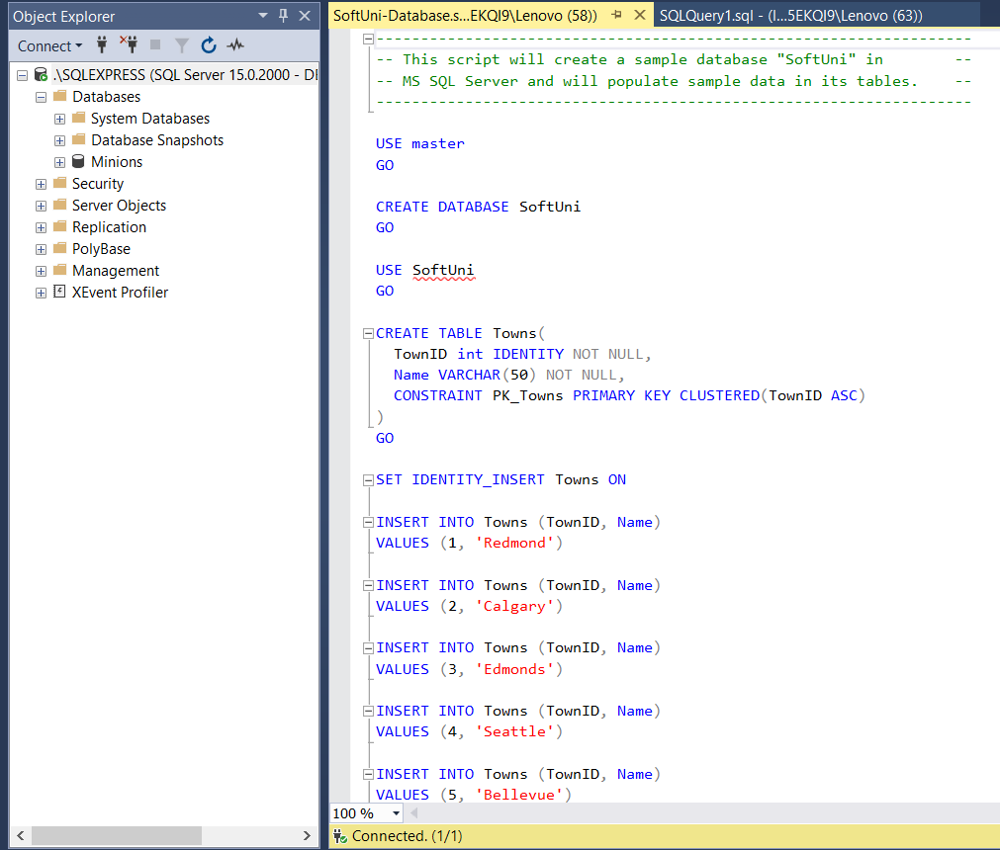 Object Explorer
Connect
.\SQLEXPRESS (SQL Server 15.0.2000 - DI
Databases
System Databases
Database Snapshots
Minions
Security
Server Objects
Replication
PolyBase
Management
XEvent Profiler
SoftUni-Database.s...EKQI9\Lenovo (58))
SQLQuery1.sql - (l...5EKQI9\Lenovo (63))
-------------------------------------------------------------------
-- This script will create a sample database "SoftUni" in        --
-- MS SQL Server and will populate sample data in its tables.    --
-------------------------------------------------------------------
USE master
GO
CREATE DATABASE SoftUni
GO
USE SoftUni
GO
CREATE TABLE Towns(
TownID int IDENTITY NOT NULL,
Name VARCHAR(50) NOT NULL,
CONSTRAINT PK_Towns PRIMARY KEY CLUSTERED(TownID ASC)
)
GO
SET IDENTITY_INSERT Towns ON
INSERT INTO Towns (TownID, Name)
VALUES (1, 'Redmond')
INSERT INTO Towns (TownID, Name)
VALUES (2, 'Calgary')
INSERT INTO Towns (TownID, Name)
VALUES (3, 'Edmonds')
INSERT INTO Towns (TownID, Name)
VALUES (4, 'Seattle')
INSERT INTO Towns (TownID, Name)
VALUES (5, 'Bellevue')
100 %
Connected. (1/1)